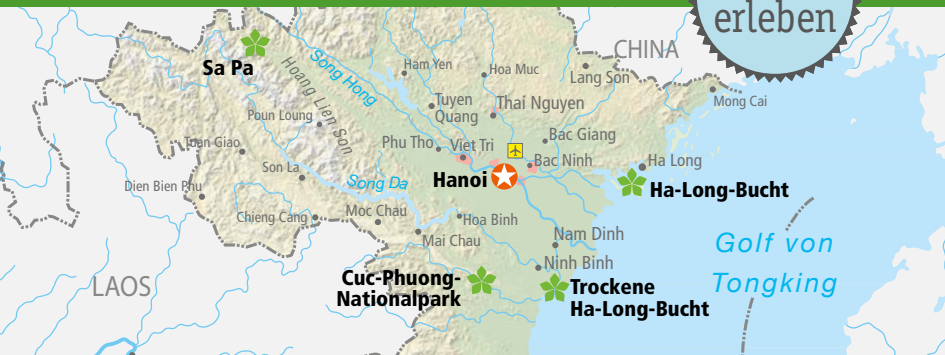 erleben
CHINA
Sa Pa
Song Hong
Hoang Lien Son
Ham Yen
Hoa Muc
Lang Son
Mong Cai
Tuyen
Quang
Thai Nguyen
Poun Loung
Tuan Giao
Phu Tho
Viet Tri
Bac Giang
Bac Ninh
Ha Long
Son La
Song Da
Hanoi
Ha-Long-Bucht
Dien Bien Phu
Chieng Cang
Moc Chau
Hoa Binh
Mai Chau
Nam Dinh
Golf von
Tongking
Ninh Binh
LAOS
Cuc-Phuong-
Nationalpark
Trockene
Ha-Long-Bucht